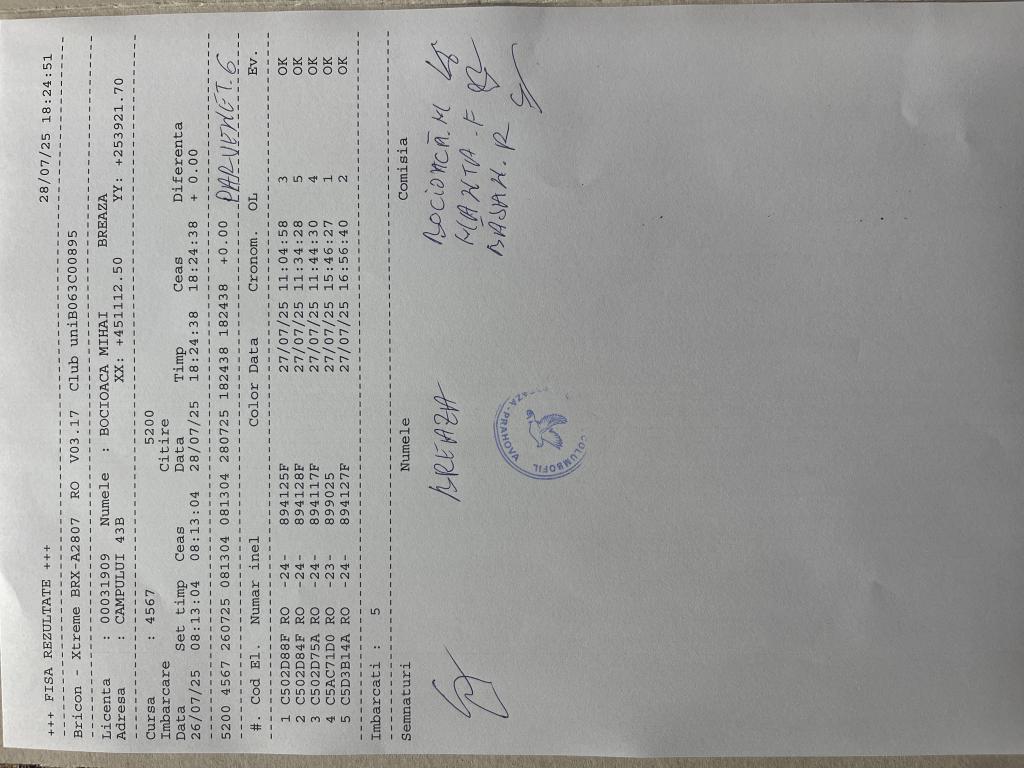 +++ FISA REZULTATE +++ 28/07/25 18:24:51
Bricon - Xtreme BRX-A2807 RO V03.17 Club uniB063C00895
Licenta : 00031909 Numele : BOCIOACA MIHAI BREAZA
Adresa : CAMPULUI 43B XX: +451112.50 YY: +253921.70
Cursa : 4567 5200
Imbarcare Citire
Data Set timp Ceas Data Timp Ceas Diferenta
26/07/25 08:13:04 08:13:04 28/07/25 18:24:38 18:24:38 + 0.00
5200 4567 260725 081304 081304 280725 182438 182438 +0.00
#. Cod El. Numar inel Color Data Cronom. OL Ev.
1 C502D88F RO -24- 894125F 27/07/25 11:04:58 3 OK
2 C502D84F RO -24- 894128F 27/07/25 11:34:28 5 OK
3 C502D75A RO -24- 894117F 27/07/25 11:44:30 4 OK
4 C5AC71D0 RO -23- 899025 27/07/25 15:46:27 1 OK
5 C5D3B14A RO -24- 894127F 27/07/25 16:56:40 2 OK
Imbarcati : 5
Semnaturi Numele Comisia
BREAZA
MANTA.F
COLUMBOFIL
PRAHOVA